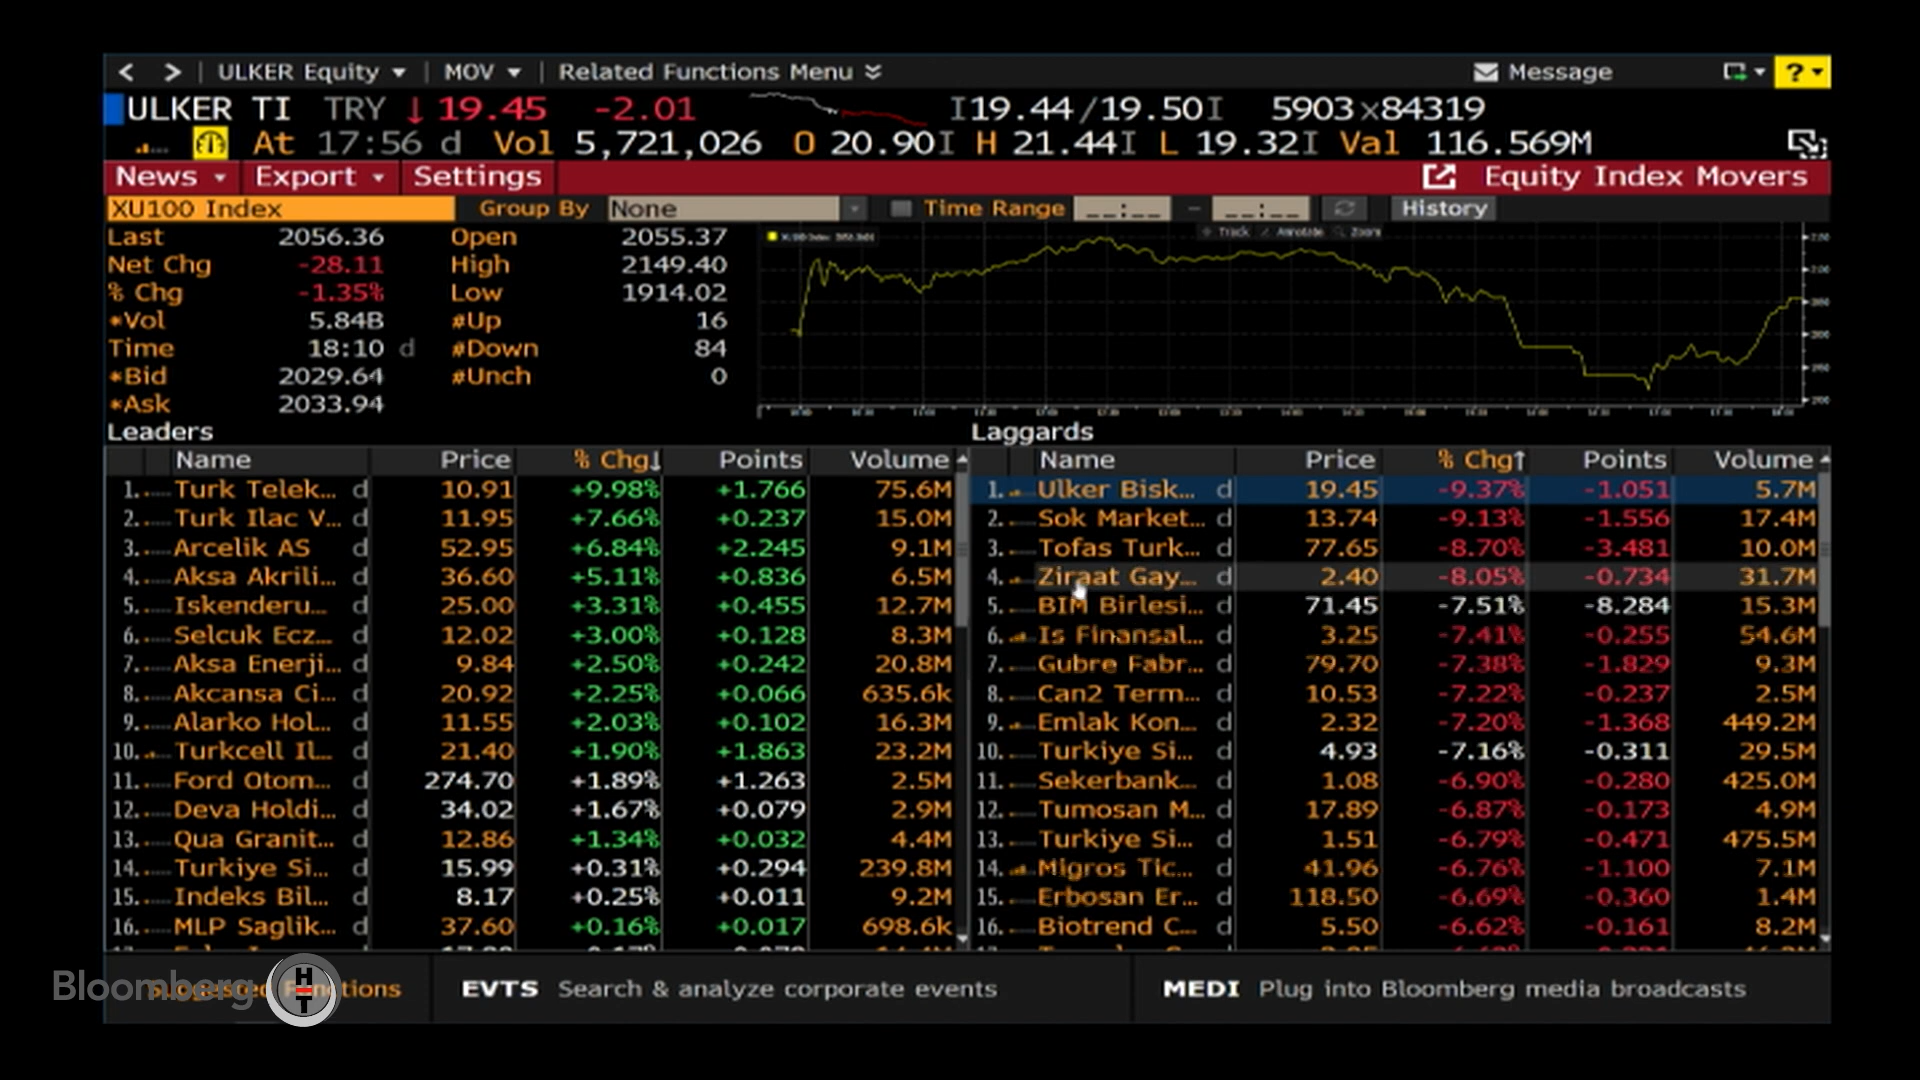 < > ULKER Equity MOV Related Functions Menu Message ?
ULKER TI TRY ↓ 19.45 -2.01 I19.44/19.50I 5903x84319
At 17:56 d Vol 5,721,026 O 20.90I H 21.44I L 19.32I Val 116.569M
News Export Settings Equity Index Movers
XU100 Index Group By None Time Range __:__ - __:__ History
Last 2056.36 Open 2055.37
Net Chg -28.11 High 2149.40
% Chg -1.35% Low 1914.02
*Vol 5.84B #Up 16
Time 18:10 d #Down 84
*Bid 2029.64 #Unch 0
*Ask 2033.94
Track Annotate Zoom
Leaders
Name Price % Chg↓ Points Volume
1. Turk Telek... d 10.91 +9.98% +1.766 75.6M
2. Turk Ilac V... d 11.95 +7.66% +0.237 15.0M
3. Arcelik AS d 52.95 +6.84% +2.245 9.1M
4. Aksa Akrili... d 36.60 +5.11% +0.836 6.5M
5. Iskenderu... d 25.00 +3.31% +0.455 12.7M
6. Selcuk Ecz... d 12.02 +3.00% +0.128 8.3M
7. Aksa Enerji... d 9.84 +2.50% +0.242 20.8M
8. Akcansa Ci... d 20.92 +2.25% +0.066 635.6k
9. Alarko Hol... d 11.55 +2.03% +0.102 16.3M
10. Turkcell Il... d 21.40 +1.90% +1.863 23.2M
11. Ford Otom... d 274.70 +1.89% +1.263 2.5M
12. Deva Holdi... d 34.02 +1.67% +0.079 2.9M
13. Qua Granit... d 12.86 +1.34% +0.032 4.4M
14. Turkiye Si... d 15.99 +0.31% +0.294 239.8M
15. Indeks Bil... d 8.17 +0.25% +0.011 9.2M
16. MLP Saglik... d 37.60 +0.16% +0.017 698.6k
Laggards
Name Price % Chg↑ Points Volume
1. Ulker Bisk... d 19.45 -9.37% -1.051 5.7M
2. Sok Market... d 13.74 -9.13% -1.556 17.4M
3. Tofas Turk... d 77.65 -8.70% -3.481 10.0M
4. Ziraat Gay... d 2.40 -8.05% -0.734 31.7M
5. BIM Birlesi... d 71.45 -7.51% -8.284 15.3M
6. Is Finansal... d 3.25 -7.41% -0.255 54.6M
7. Gubre Fabr... d 79.70 -7.38% -1.829 9.3M
8. Can2 Term... d 10.53 -7.22% -0.237 2.5M
9. Emlak Kon... d 2.32 -7.20% -1.368 449.2M
10. Turkiye Si... d 4.93 -7.16% -0.311 29.5M
11. Sekerbank... d 1.08 -6.90% -0.280 425.0M
12. Tumosan M... d 17.89 -6.87% -0.173 4.9M
13. Turkiye Si... d 1.51 -6.79% -0.471 475.5M
14. Migros Tic... d 41.96 -6.76% -1.100 7.1M
15. Erbosan Er... d 118.50 -6.69% -0.360 1.4M
16. Biotrend C... d 5.50 -6.62% -0.161 8.2M
Bloomberg HT
Suggested Functions EVTS Search & analyze corporate events MEDI Plug into Bloomberg media broadcasts